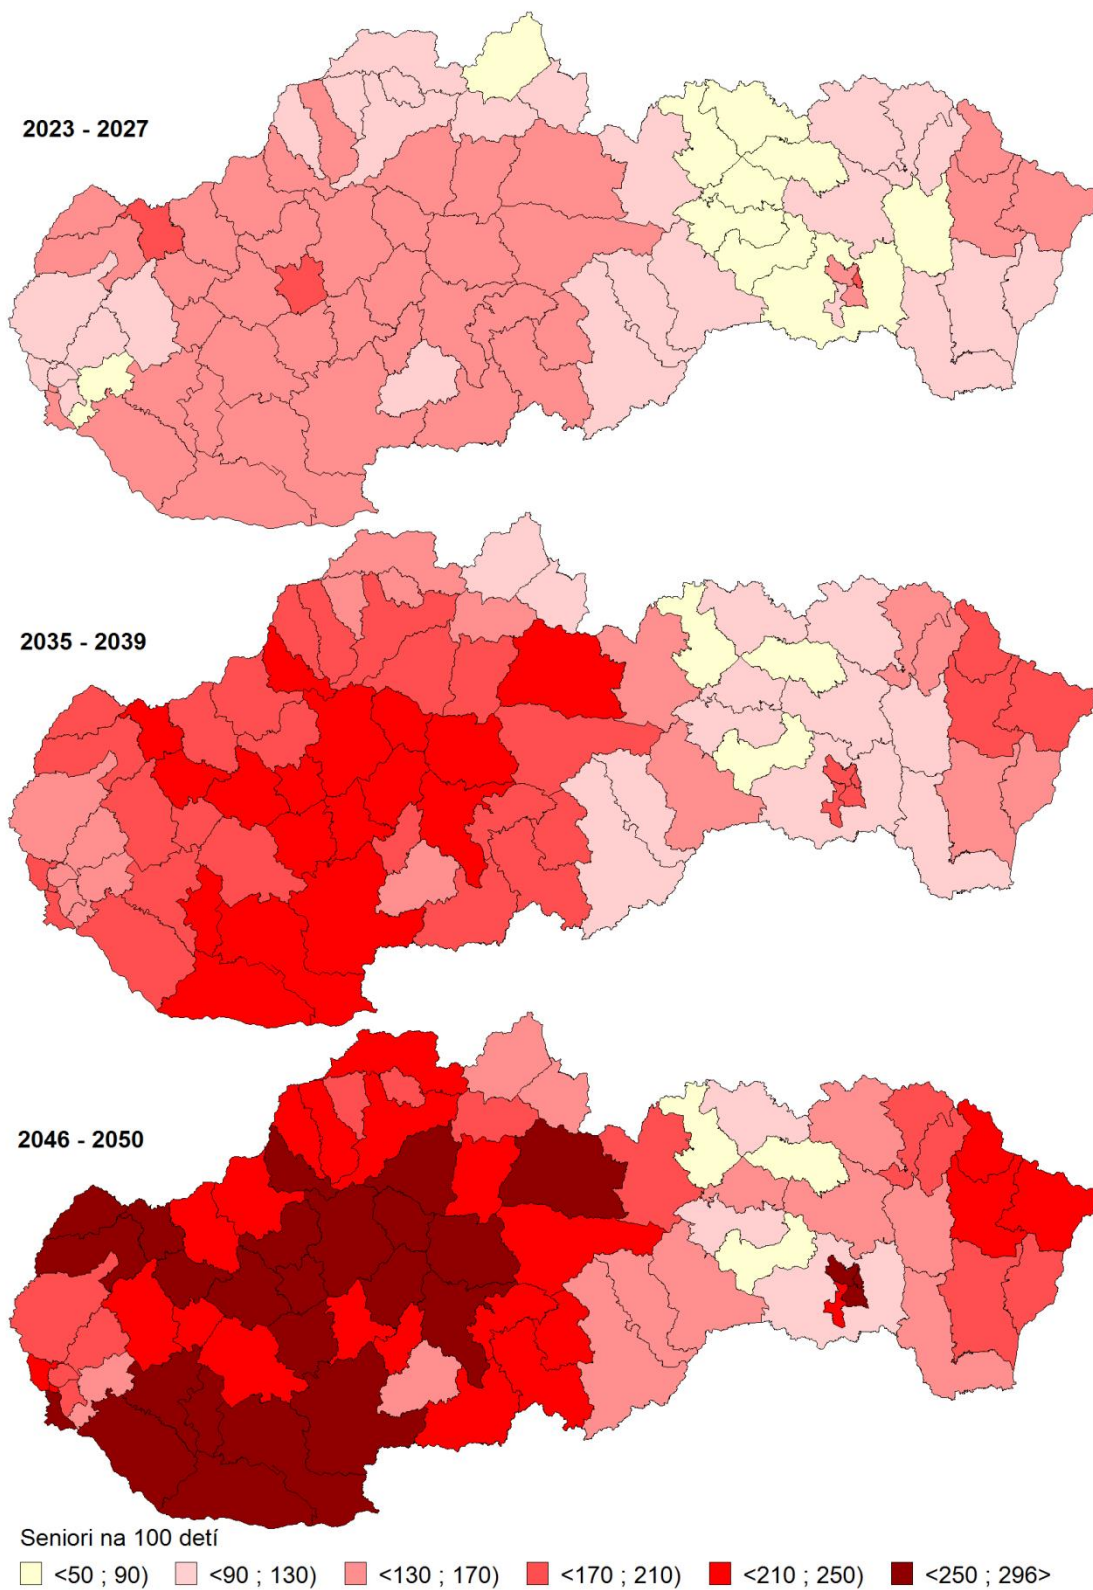 2023 - 2027
2035 - 2039
2046 - 2050
Seniori na 100 detí
<50 ; 90) <90 ; 130) <130 ; 170) <170 ; 210) <210 ; 250) <250 ; 296>